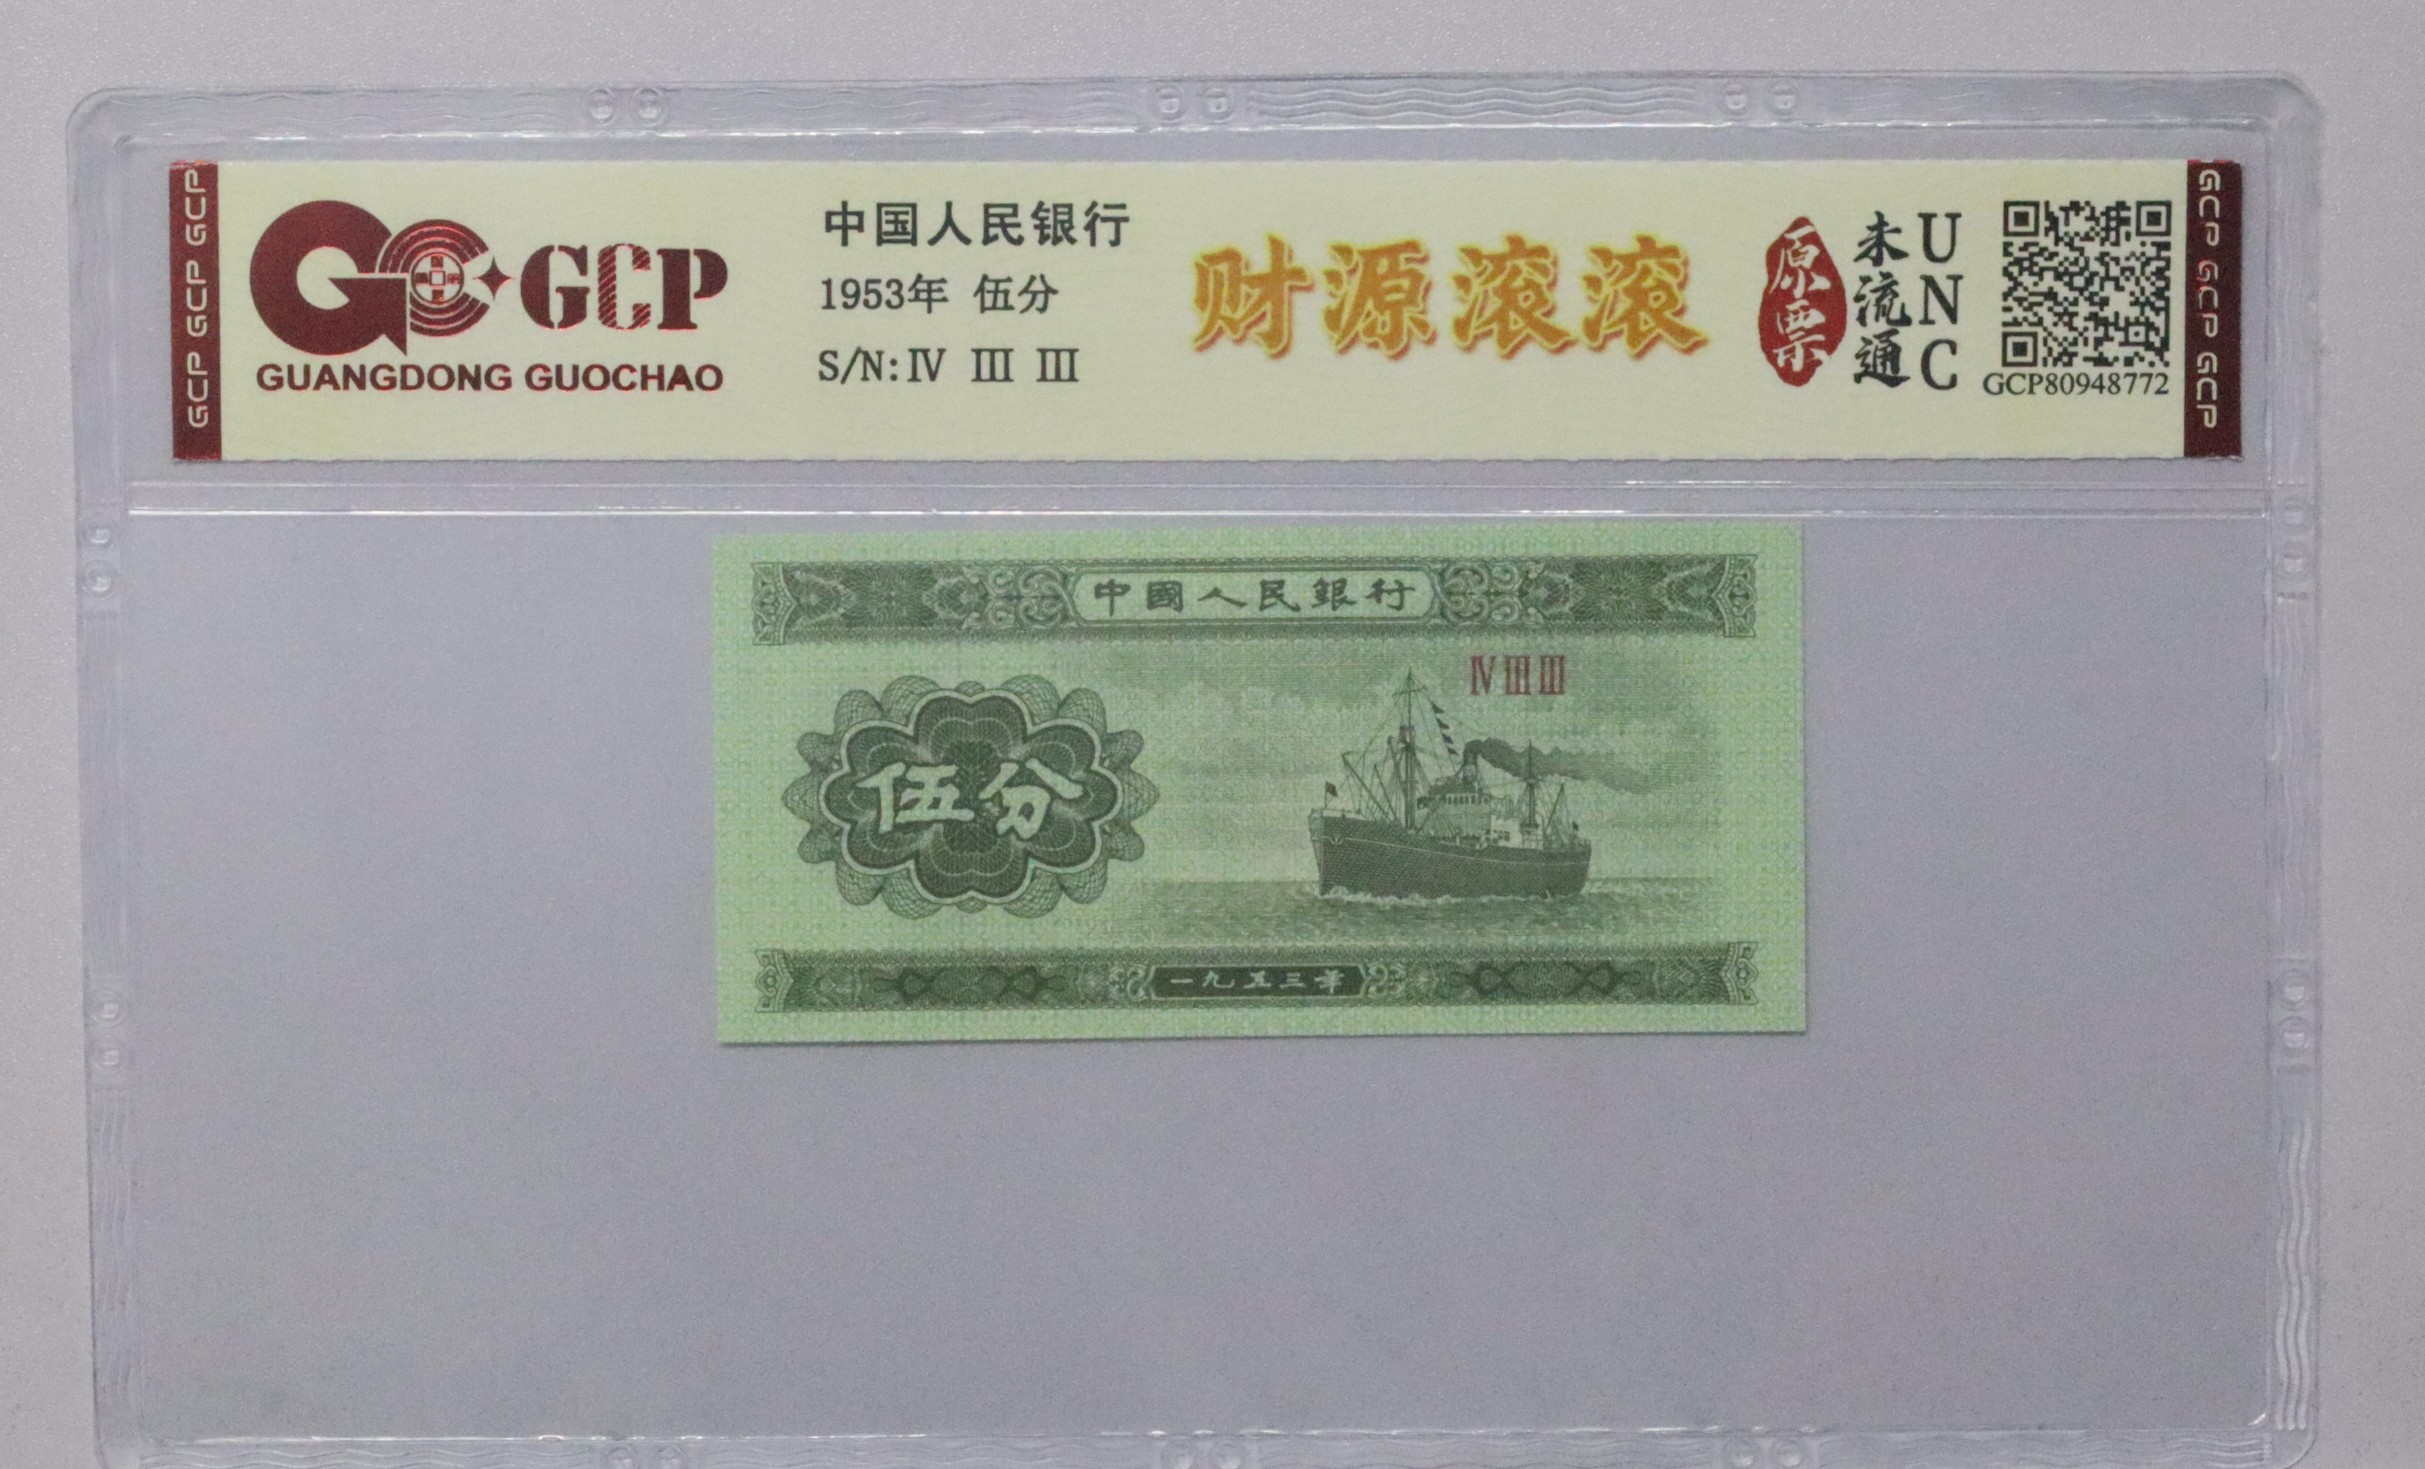 GCP GCP GCP
GCP
GUANGDONG GUOCHAO
中国人民银行
1953年 伍分
S/N:Ⅳ Ⅲ Ⅲ
财源滚滚
原票
未流通
UNC
GCP80948772
GCP GCP GCP
中國人民銀行
ⅣⅢⅢ
伍分
一九五三年